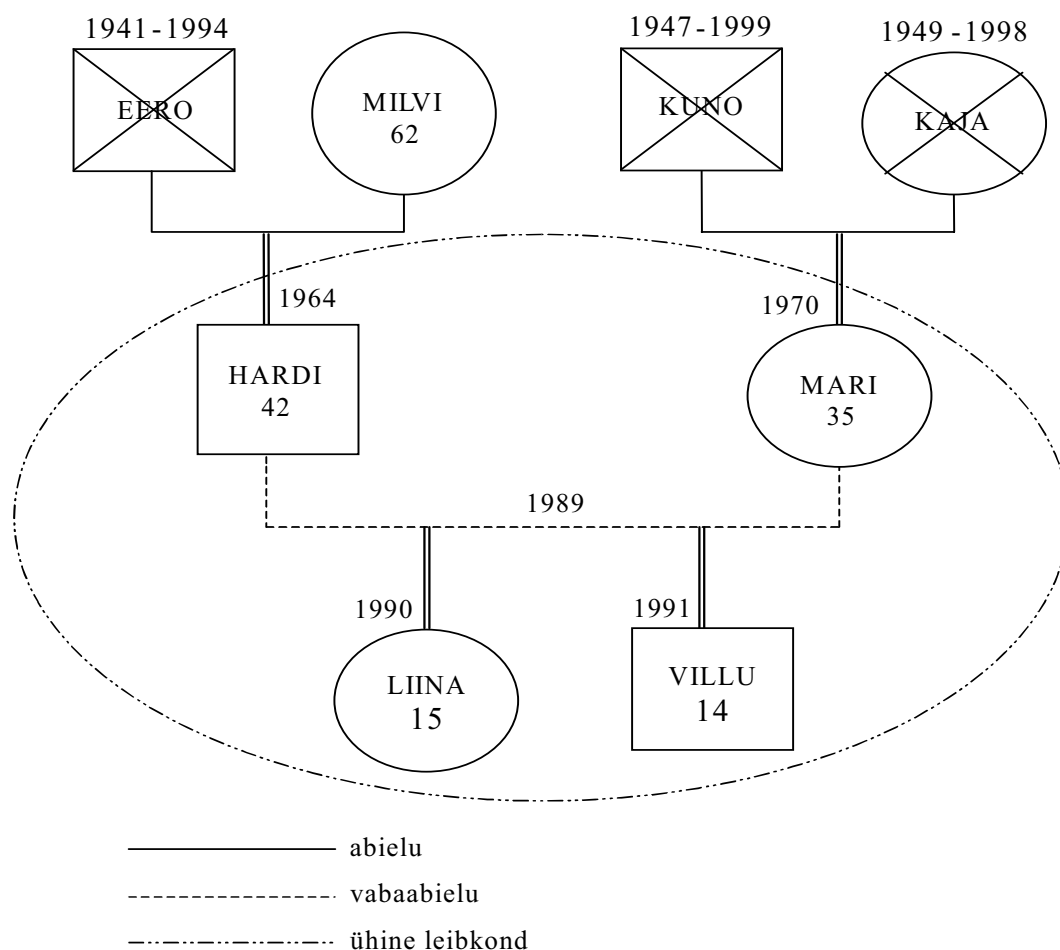 1941-1994
1947-1999
1949-1998
EERO
MILVI
62
KUNO
KAJA
1964
1970
HARDI
42
MARI
35
1989
1990
1991
LIINA
15
VILLU
14
abielu
vabaabielu
ühine leibkond